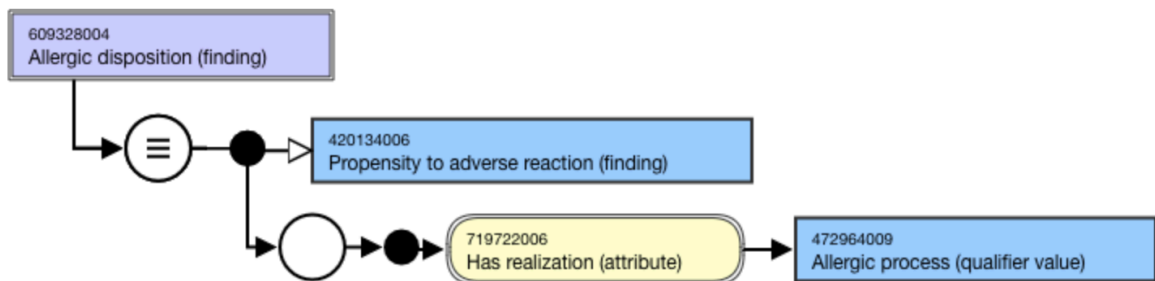 609328004
Allergic disposition (finding)
420134006
Propensity to adverse reaction (finding)
719722006
Has realization (attribute)
472964009
Allergic process (qualifier value)